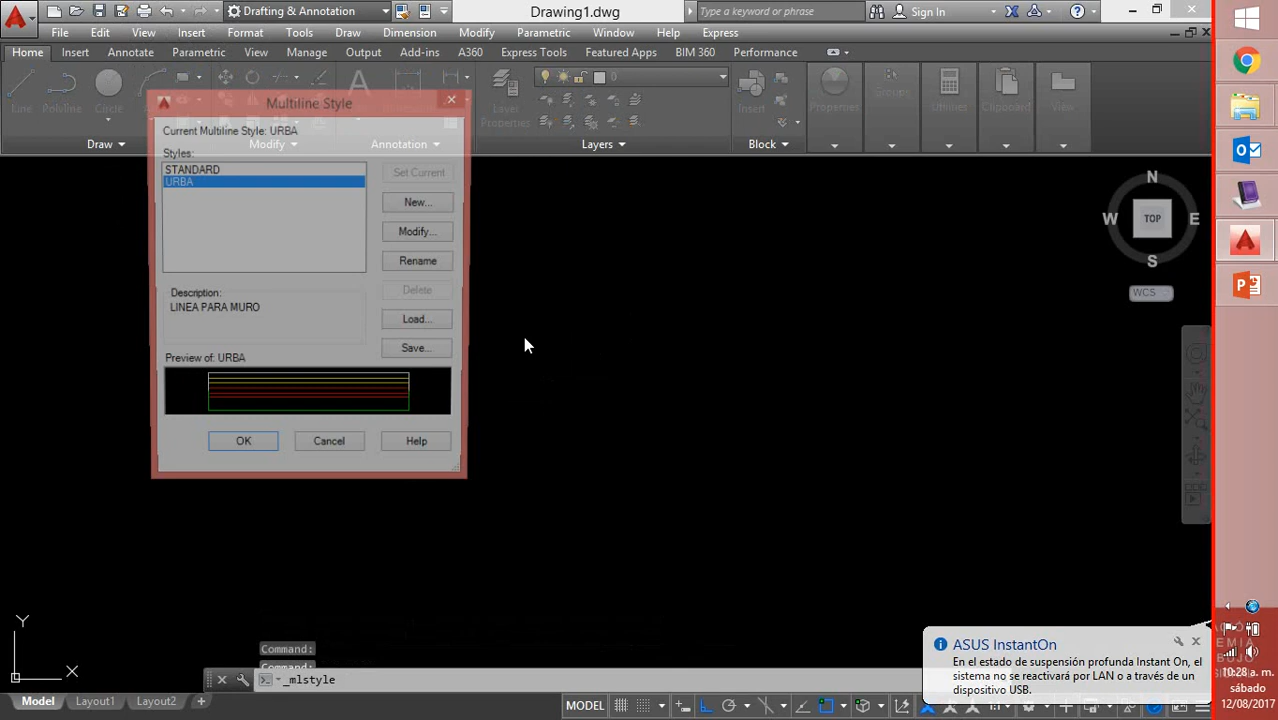 Drafting & Annotation
Drawing1.dwg
Type a keyword or phrase
Sign In
File Edit View Insert Format Tools Draw Dimension Modify Parametric Window Help Express
Home Insert Annotate Parametric View Manage Output Add-ins A360 Express Tools Featured Apps BIM 360 Performance
Line Polyline Circle
Layer
Properties
0
Insert
Properties
Groups
Utilities
Clipboard
View
Draw
Modify
Annotation
Layers
Block
Multiline Style
Current Multiline Style: URBA
Styles:
STANDARD
URBA
Set Current
New...
Modify...
Rename
Delete
Load...
Save...
Description:
LINEA PARA MURO
Preview of: URBA
OK
Cancel
Help
N
W
TOP
E
S
WCS
Y
X
Command:
Command:
_mlstyle
ASUS InstantOn
En el estado de suspensión profunda Instant On, el
sistema no se reactivará por LAN o a través de un
dispositivo USB.
Model
Layout1
Layout2
MODEL
10:28 a. m.
sábado
12/08/2017